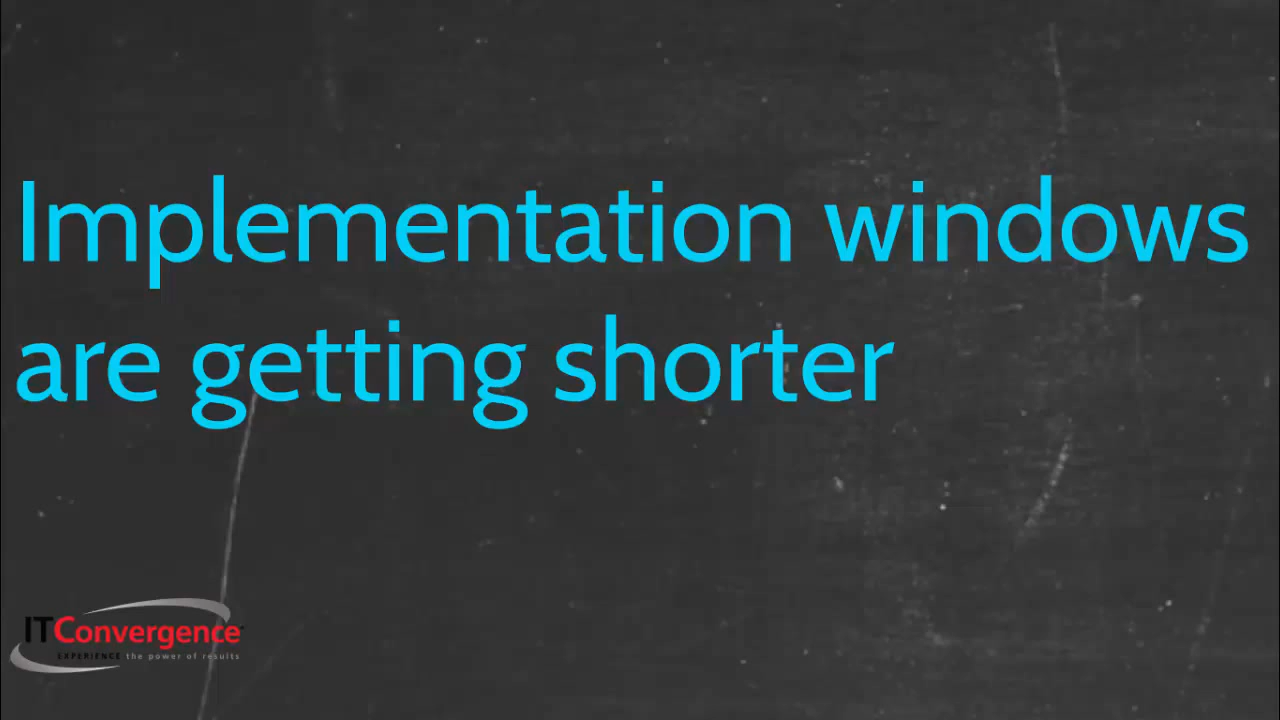 Implementation windows
are getting shorter
ITConvergence
EXPERIENCE the power of results